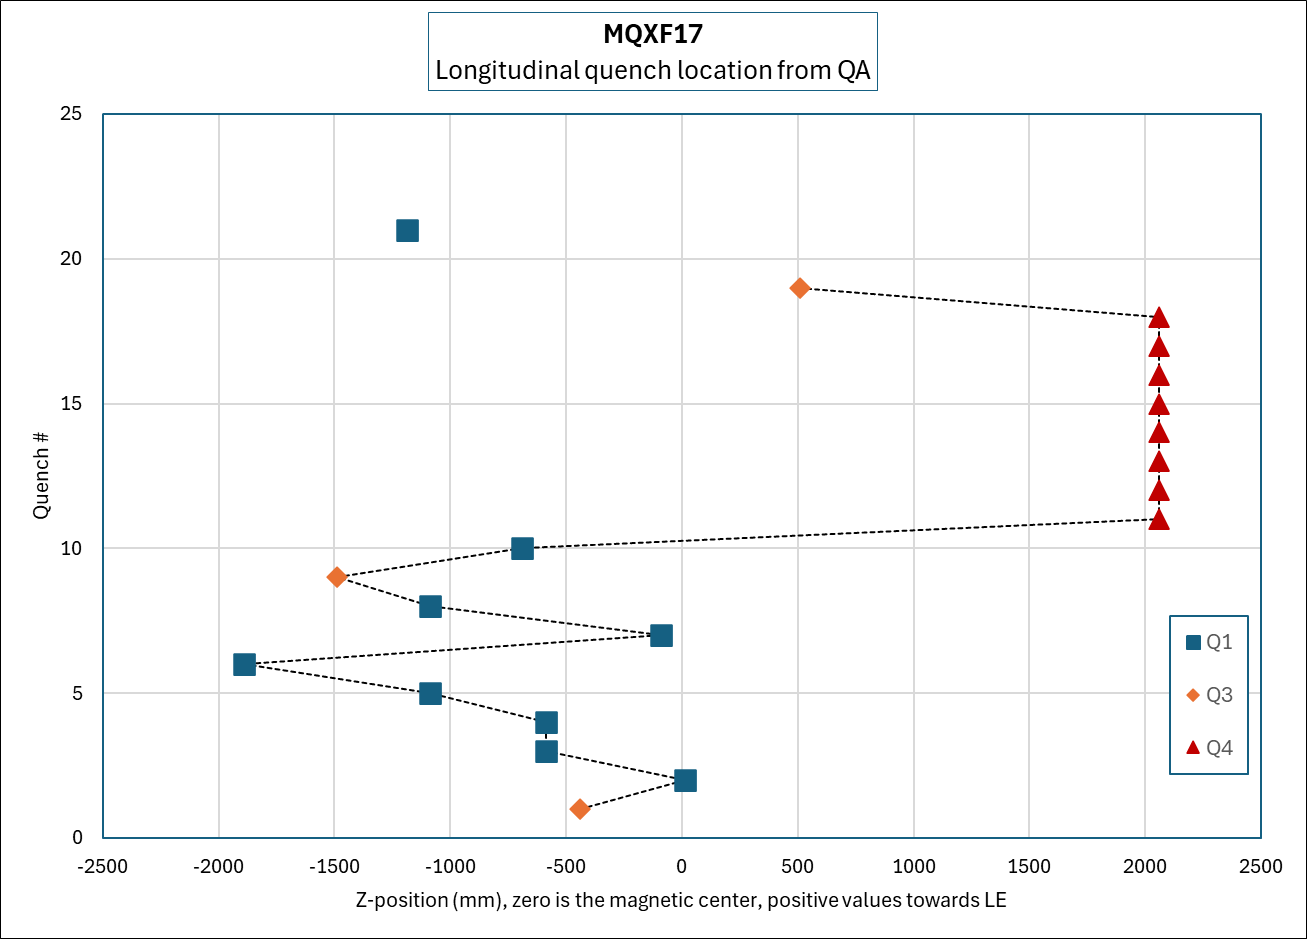 MQXF17
Longitudinal quench location from QA
25
20
15
10
5
0
Quench #
-2500 -2000 -1500 -1000 -500 0 500 1000 1500 2000 2500
Z-position (mm), zero is the magnetic center, positive values towards LE
Q1
Q3
Q4